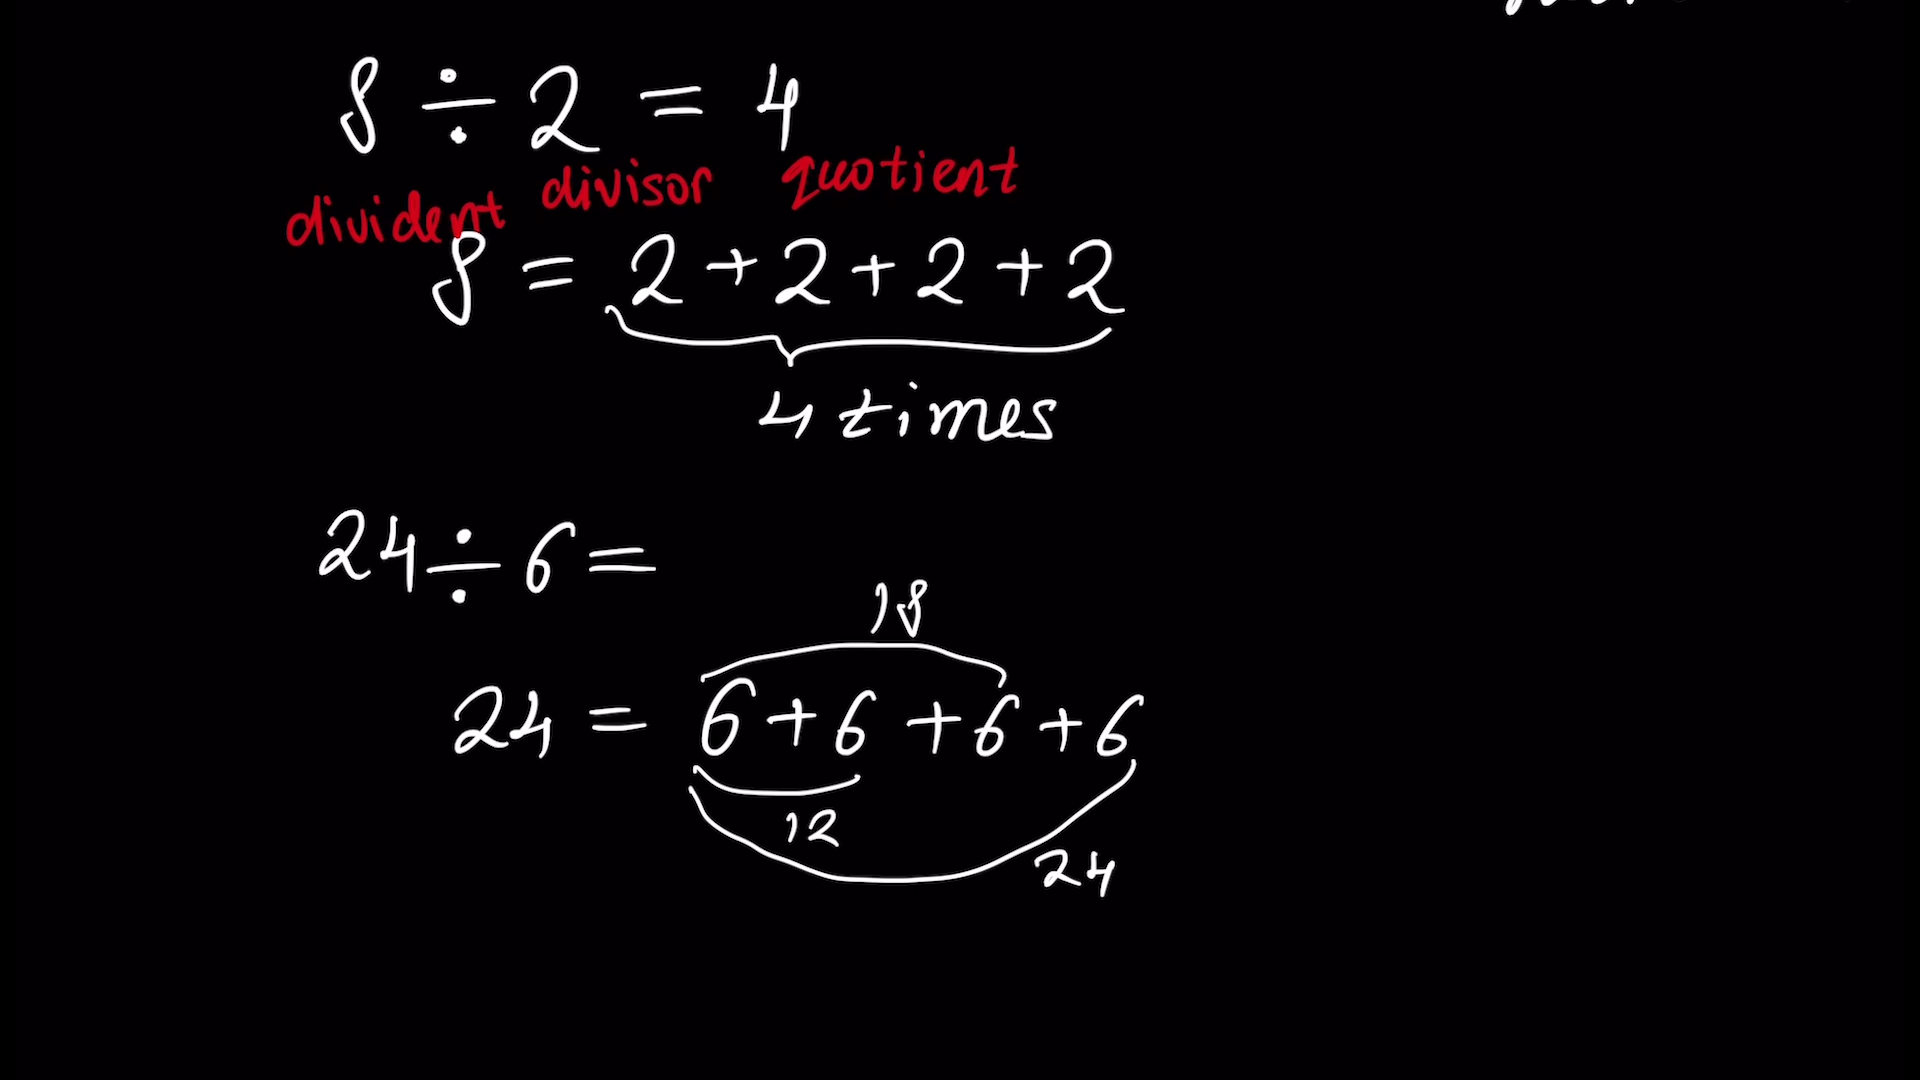 8 ÷ 2 = 4
divident divisor quotient
8 = 2 + 2 + 2 + 2
4 times
24 ÷ 6 =
18
24 = 6 + 6 + 6 + 6
12
24